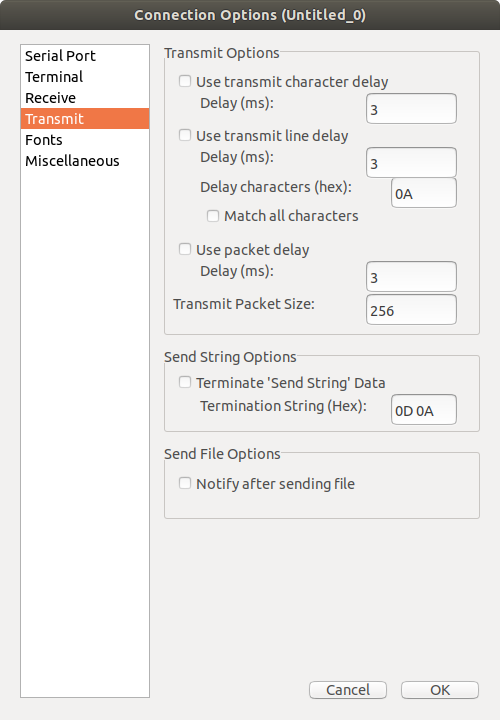 Connection Options (Untitled_0)
Serial Port
Terminal
Receive
Transmit
Fonts
Miscellaneous
Transmit Options
Use transmit character delay
Delay (ms): 3
Use transmit line delay
Delay (ms): 3
Delay characters (hex): 0A
Match all characters
Use packet delay
Delay (ms): 3
Transmit Packet Size: 256
Send String Options
Terminate 'Send String' Data
Termination String (Hex): 0D 0A
Send File Options
Notify after sending file
Cancel OK